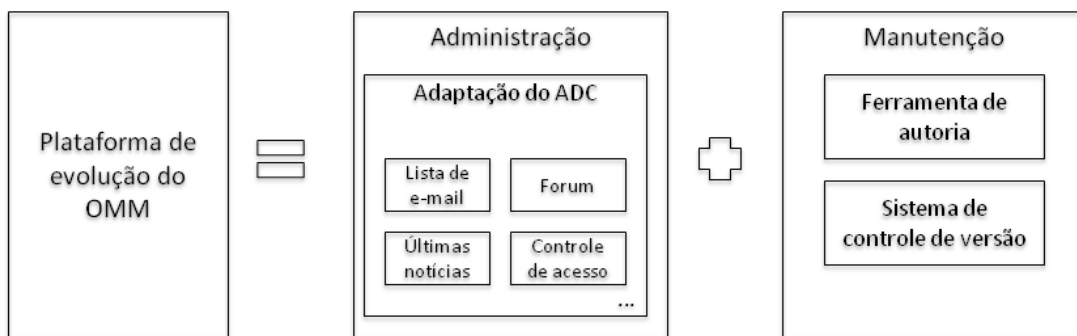 Plataforma de
evolução do
OMM
Administração
Adaptação do ADC
Lista de
e-mail
Forum
Últimas
notícias
Controle
de acesso
...
Manutenção
Ferramenta de
autoria
Sistema de
controle de versão